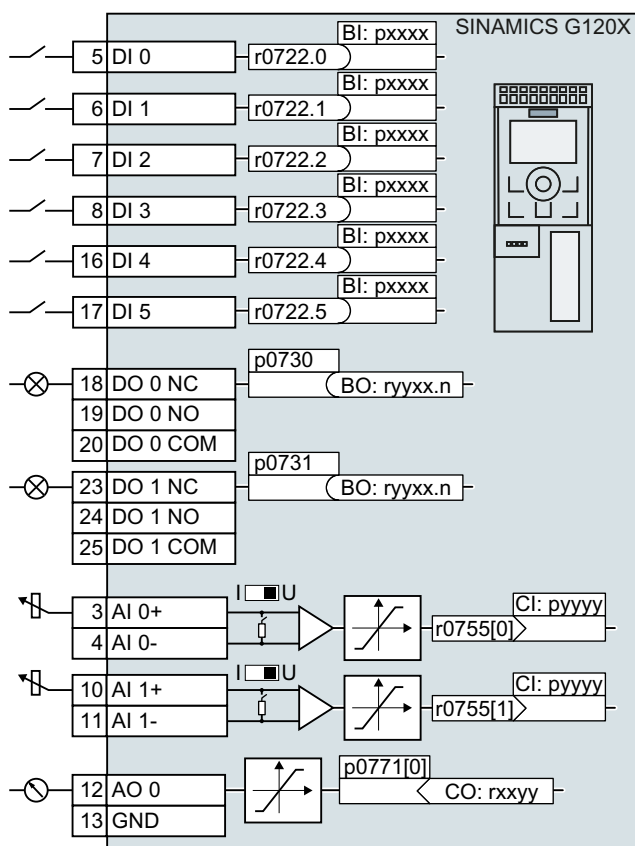 SINAMICS G120X
BI: pxxxx
5 DI 0 r0722.0
BI: pxxxx
6 DI 1 r0722.1
BI: pxxxx
7 DI 2 r0722.2
BI: pxxxx
8 DI 3 r0722.3
BI: pxxxx
16 DI 4 r0722.4
BI: pxxxx
17 DI 5 r0722.5
p0730
18 DO 0 NC BO: ryyxx.n
19 DO 0 NO
20 DO 0 COM
p0731
23 DO 1 NC BO: ryyxx.n
24 DO 1 NO
25 DO 1 COM
I U
CI: pyyyy
3 AI 0+ r0755[0]
4 AI 0-
I U
CI: pyyyy
10 AI 1+ r0755[1]
11 AI 1-
p0771[0]
12 AO 0 CO: rxxyy
13 GND